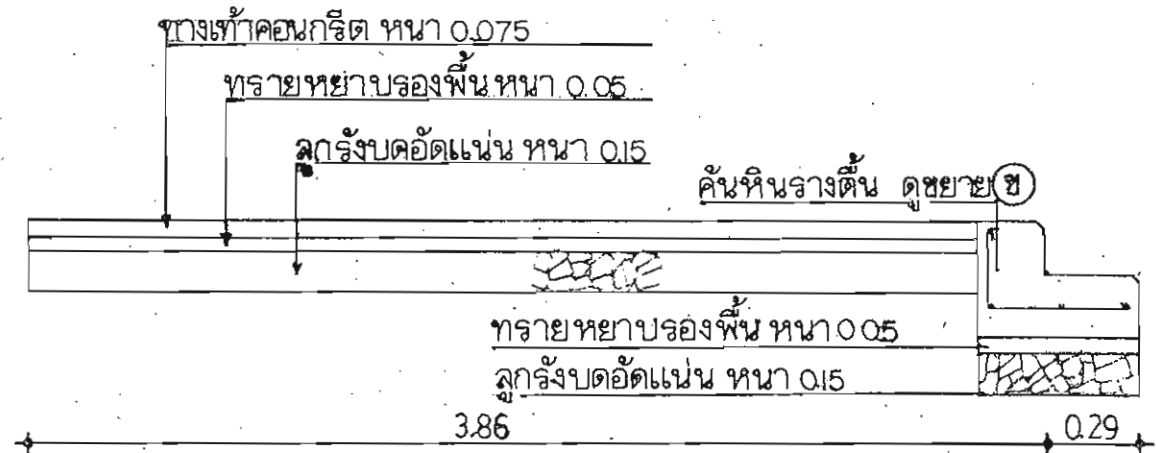 ทางเท้าคอนกรีต หนา 0.075
ทรายหยาบรองพื้น หนา 0.05
ลูกรังบดอัดแน่น หนา 0.15
คันหินรางตื้น ดูขยาย ข
ทรายหยาบรองพื้น หนา 0.05
ลูกรังบดอัดแน่น หนา 0.15
3.86 0.29